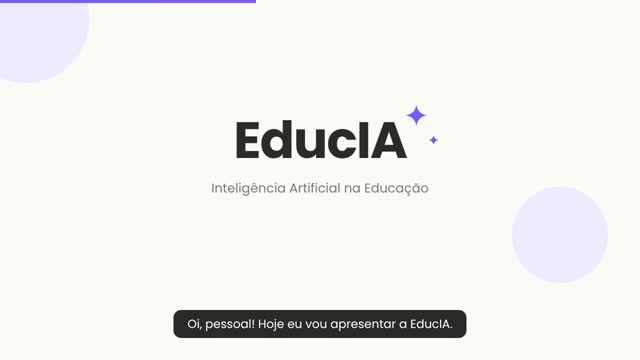 EducIA
Inteligência Artificial na Educação
Oi, pessoal! Hoje eu vou apresentar a EducIA.